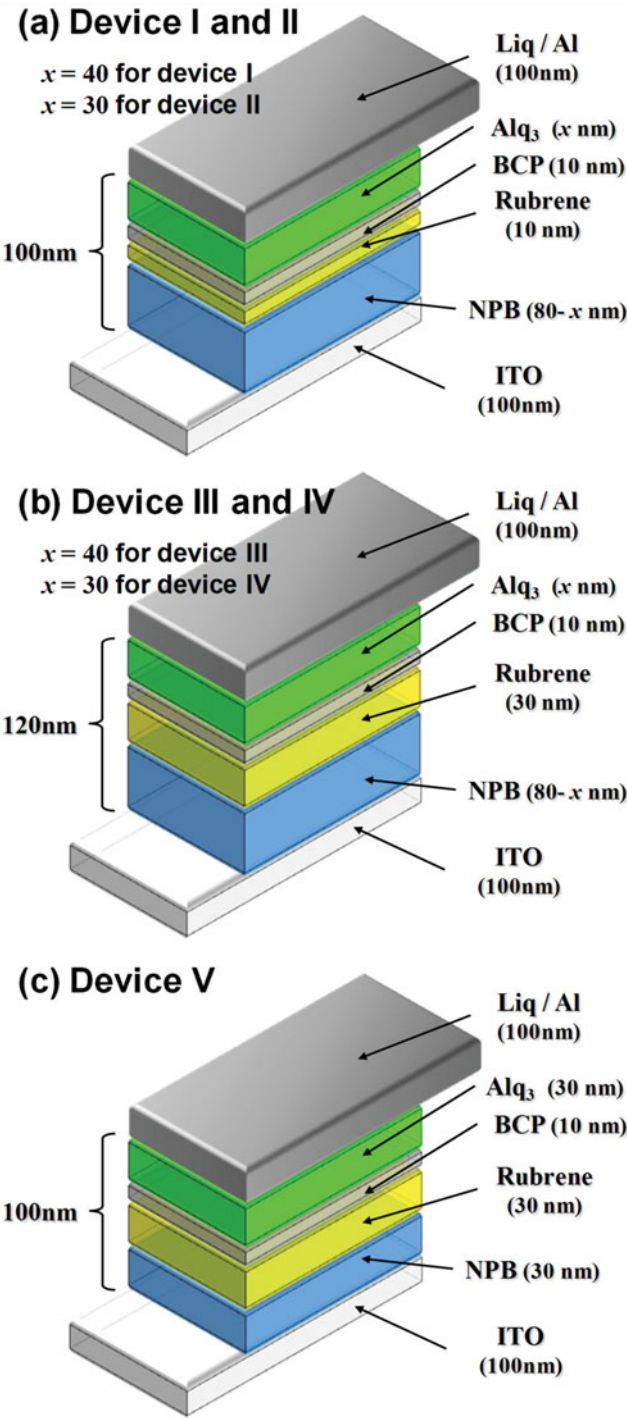 (a) Device I and II
x = 40 for device I
x = 30 for device II
Liq / Al
(100nm)
Alq₃ (x nm)
BCP (10 nm)
Rubrene
(10 nm)
100nm
NPB (80- x nm)
ITO
(100nm)
(b) Device III and IV
x = 40 for device III
x = 30 for device IV
Liq / Al
(100nm)
Alq₃ (x nm)
BCP (10 nm)
Rubrene
(30 nm)
120nm
NPB (80- x nm)
ITO
(100nm)
(c) Device V
Liq / Al
(100nm)
Alq₃ (30 nm)
BCP (10 nm)
Rubrene
(30 nm)
100nm
NPB (30 nm)
ITO
(100nm)